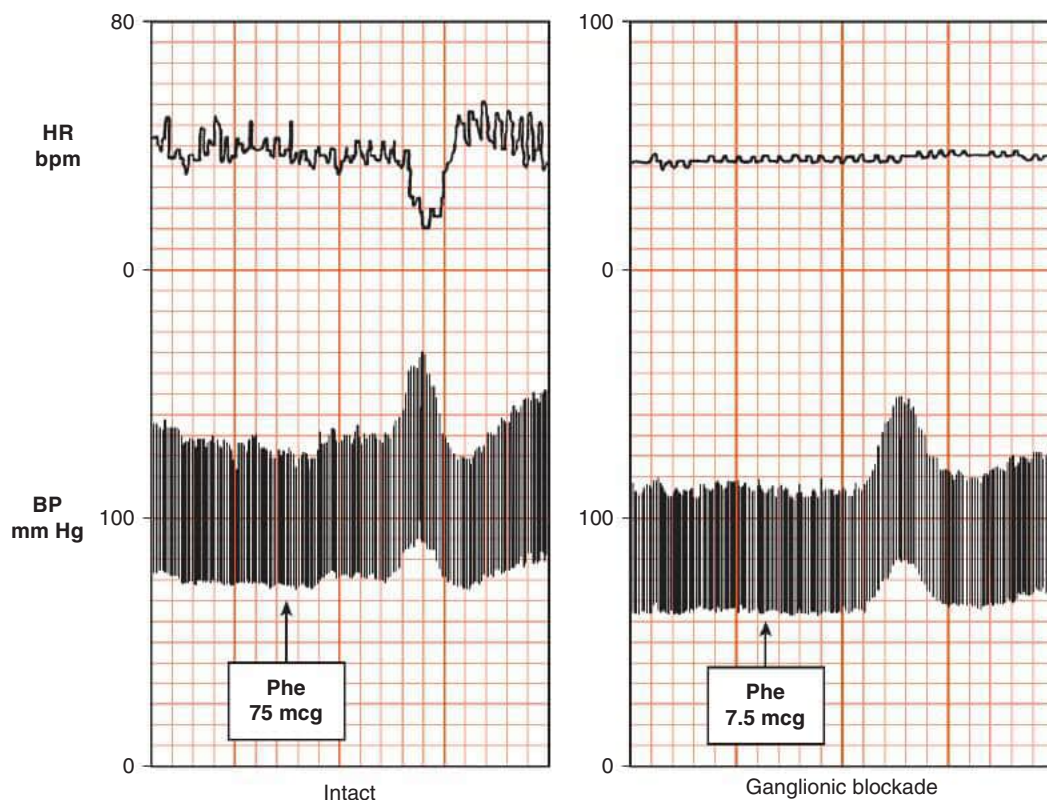 80
100
HR
bpm
0
0
BP
mm Hg
100
100
Phe
75 mcg
Phe
7.5 mcg
0
0
Intact
Ganglionic blockade